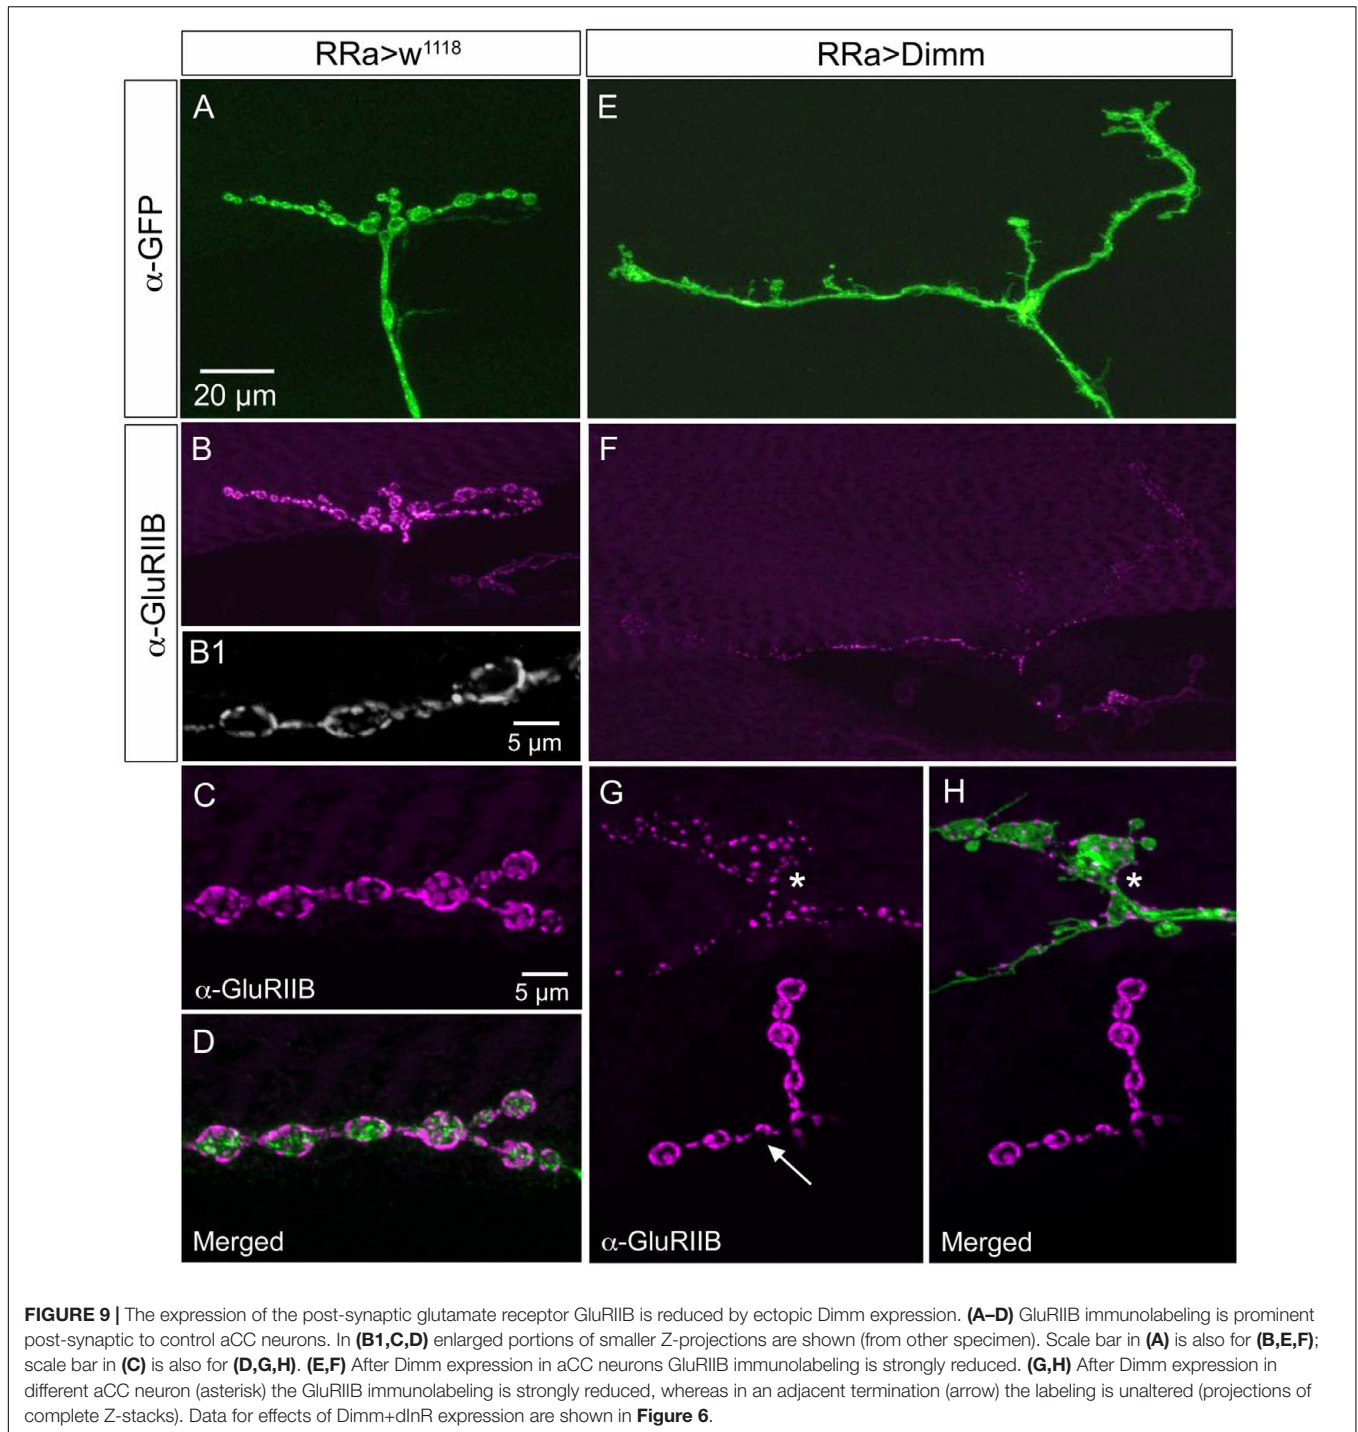 RRa>w1118
RRa>Dimm
α-GFP
A
20 µm
E
α-GluRIIB
B
F
B1
5 µm
C
α-GluRIIB
5 µm
G
*
α-GluRIIB
H
*
Merged
D
Merged
FIGURE 9 | The expression of the post-synaptic glutamate receptor GluRIIB is reduced by ectopic Dimm expression. (A–D) GluRIIB immunolabeling is prominent
post-synaptic to control aCC neurons. In (B1,C,D) enlarged portions of smaller Z-projections are shown (from other specimen). Scale bar in (A) is also for (B,E,F);
scale bar in (C) is also for (D,G,H). (E,F) After Dimm expression in aCC neurons GluRIIB immunolabeling is strongly reduced. (G,H) After Dimm expression in
different aCC neuron (asterisk) the GluRIIB immunolabeling is strongly reduced, whereas in an adjacent termination (arrow) the labeling is unaltered (projections of
complete Z-stacks). Data for effects of Dimm+dInR expression are shown in Figure 6.